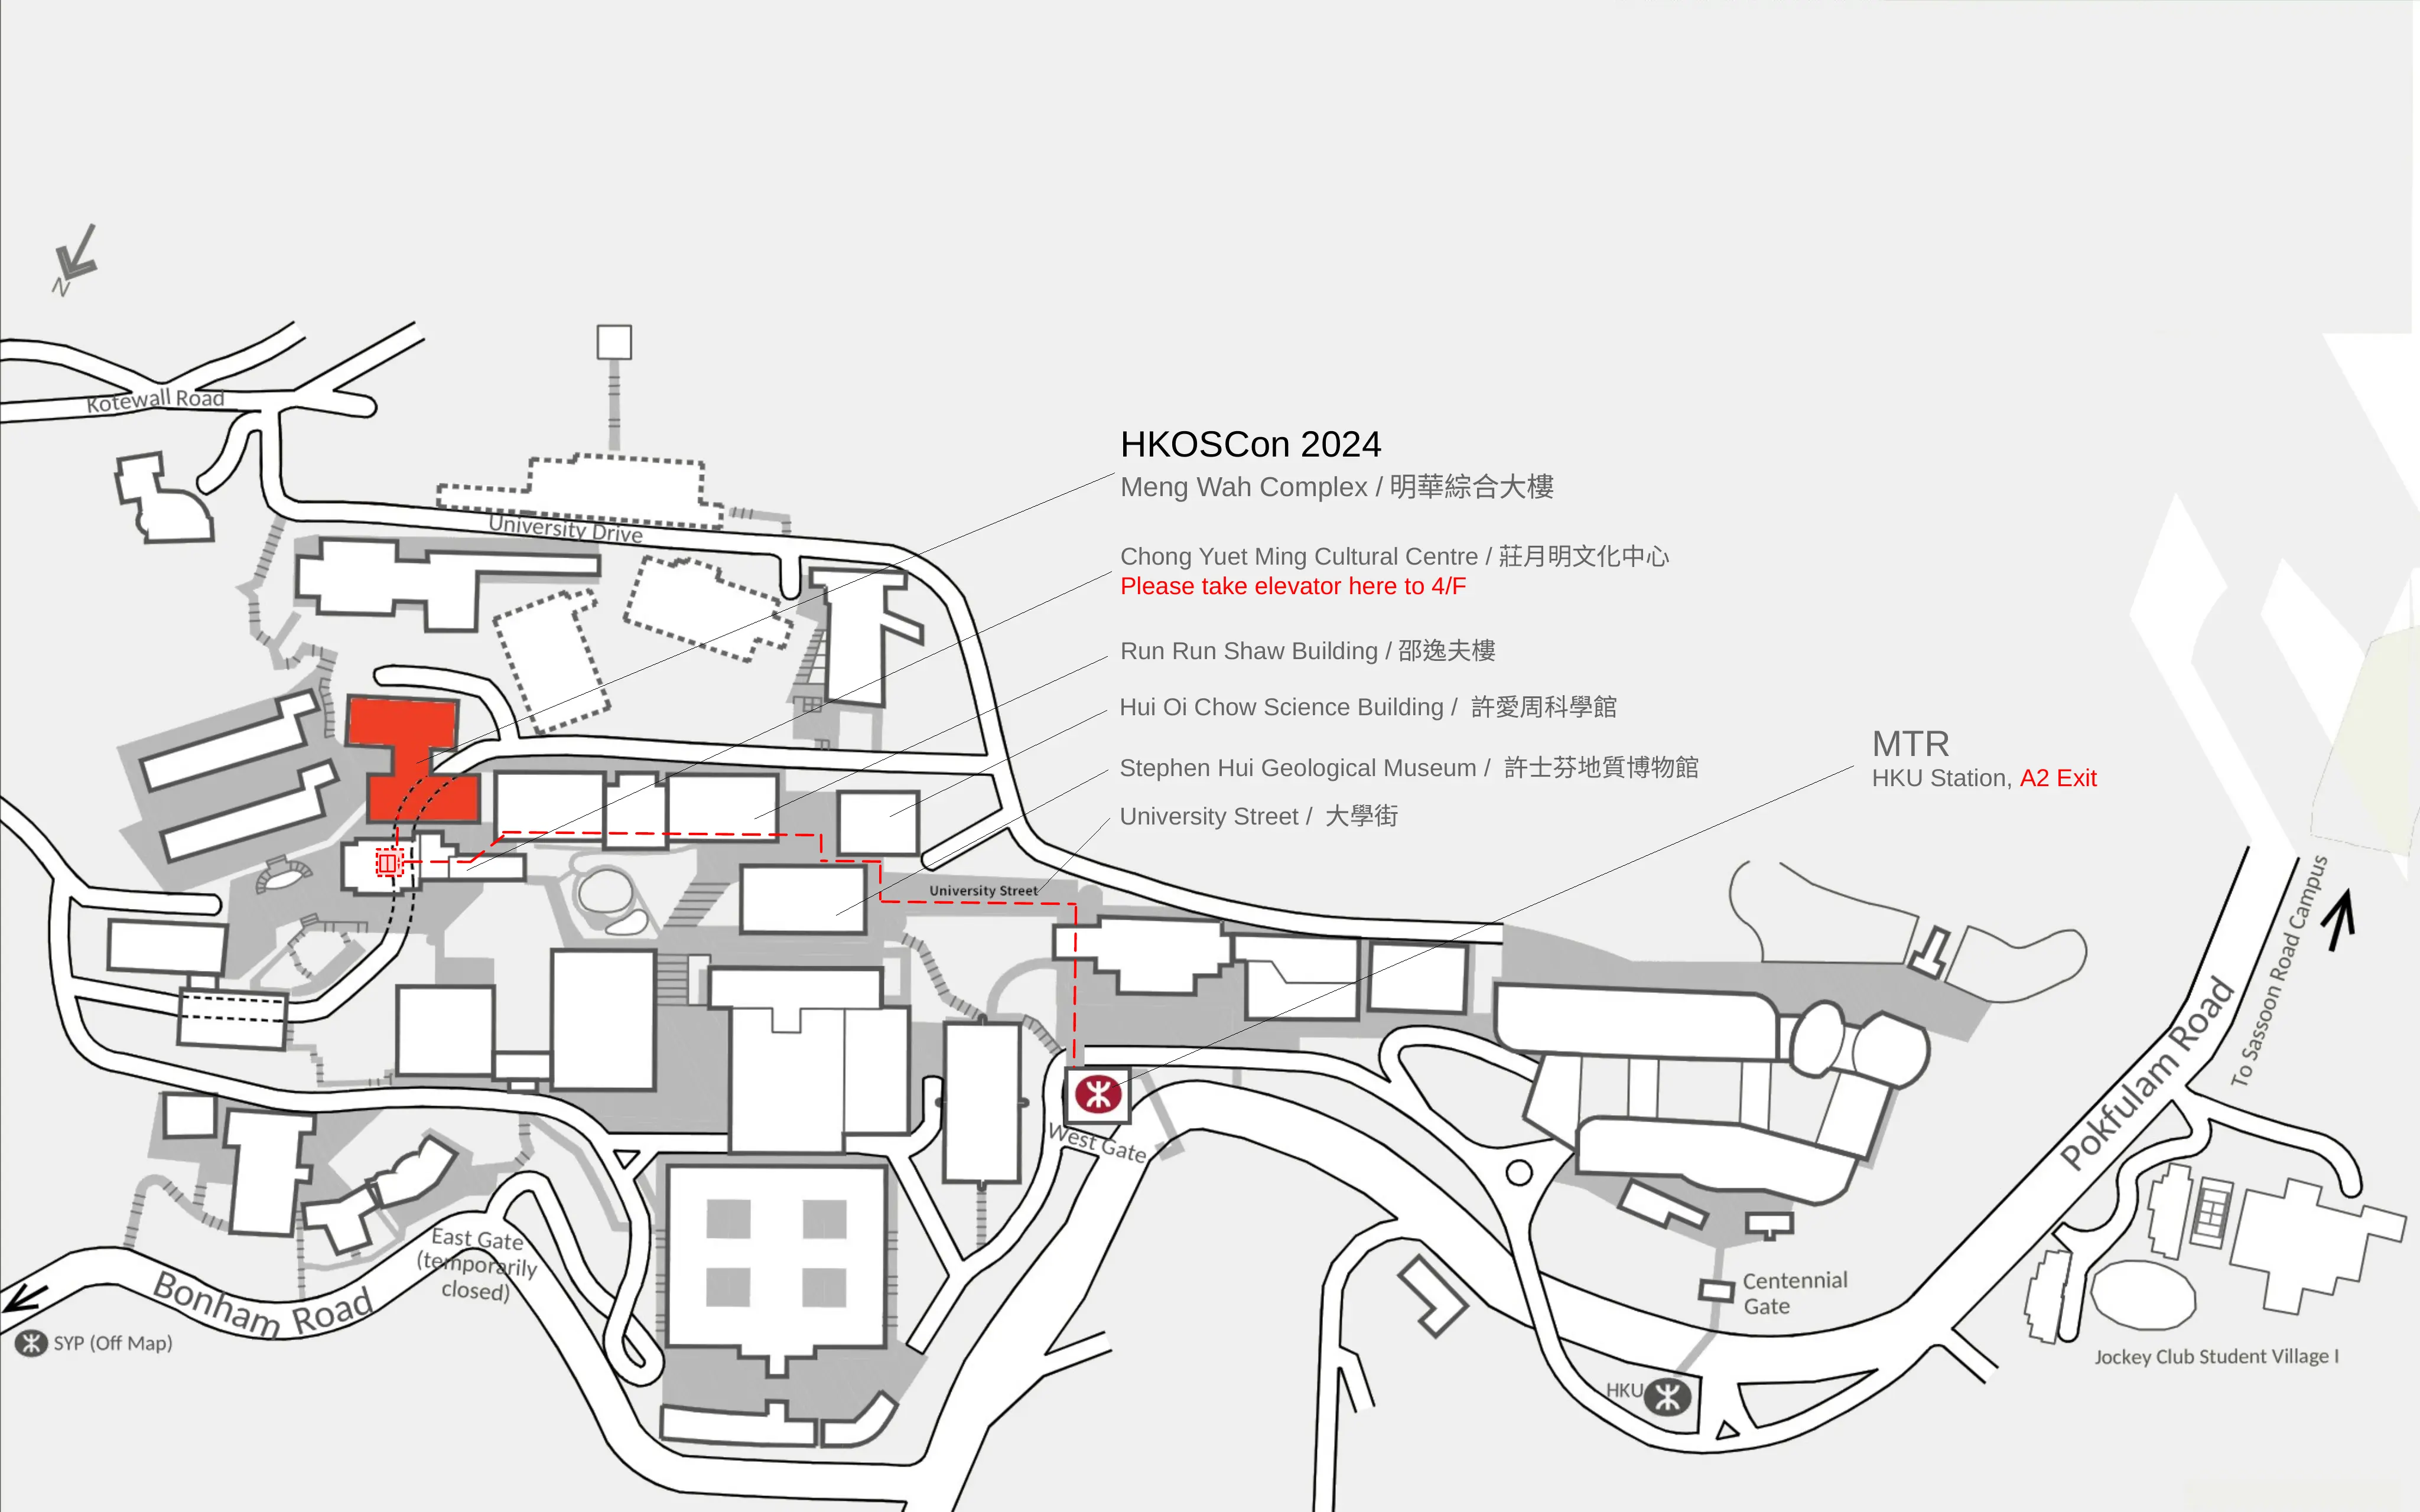 N
Kotewall Road
University Drive
HKOSCon 2024
Meng Wah Complex / 明華綜合大樓
Chong Yuet Ming Cultural Centre / 莊月明文化中心
Please take elevator here to 4/F
Run Run Shaw Building / 邵逸夫樓
Hui Oi Chow Science Building / 許愛周科學館
Stephen Hui Geological Museum / 許士芬地質博物館
University Street / 大學街
MTR
HKU Station, A2 Exit
University Street
To Sassoon Road Campus
Pokfulam Road
West Gate
East Gate
(temporarily
closed)
Bonham Road
SYP (Off Map)
Centennial
Gate
HKU
Jockey Club Student Village I